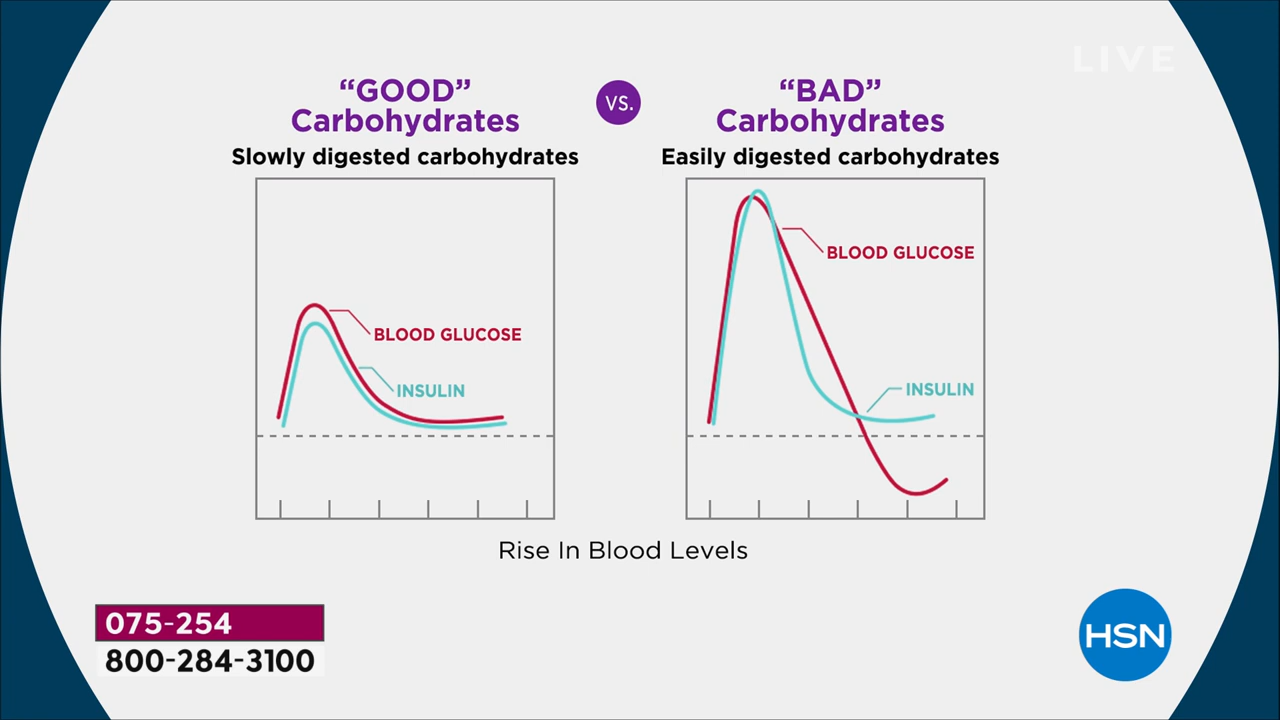 LIVE
“GOOD”
Carbohydrates
Slowly digested carbohydrates
VS.
“BAD”
Carbohydrates
Easily digested carbohydrates
BLOOD GLUCOSE
INSULIN
BLOOD GLUCOSE
INSULIN
Rise In Blood Levels
075-254
800-284-3100
HSN